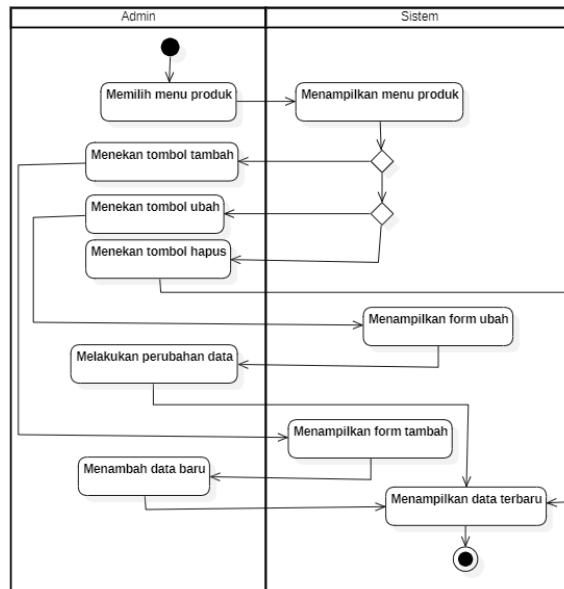 Admin
Sistem
Memilih menu produk
Menampilkan menu produk
Menekan tombol tambah
Menekan tombol ubah
Menekan tombol hapus
Menampilkan form ubah
Melakukan perubahan data
Menampilkan form tambah
Menambah data baru
Menampilkan data terbaru